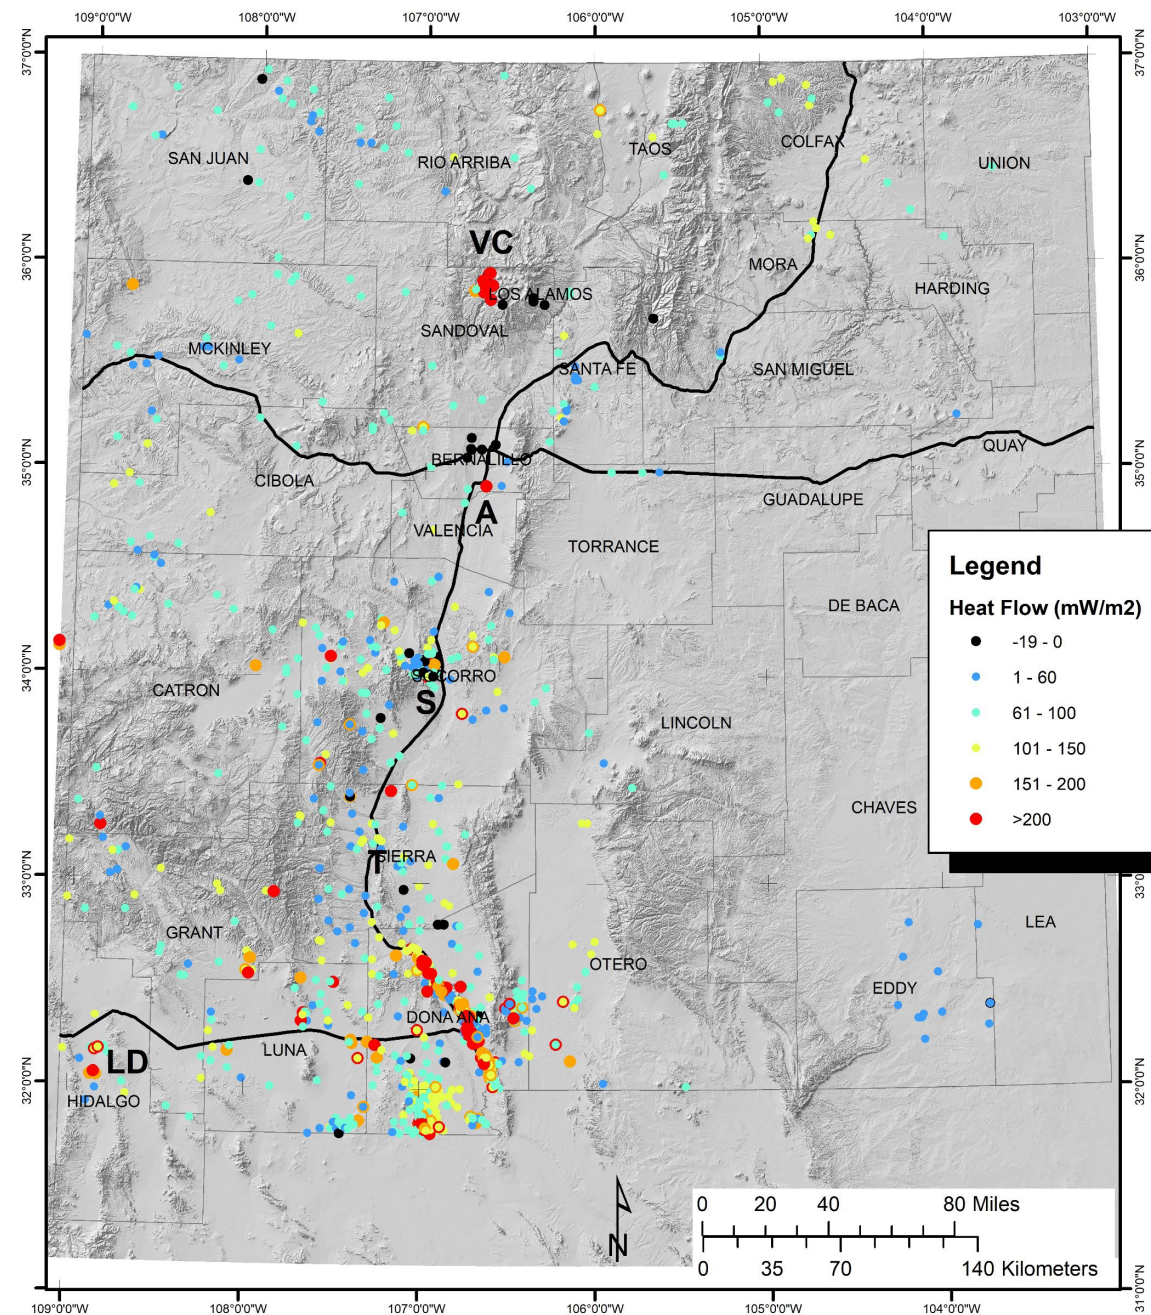 109°0'0"W 108°0'0"W 107°0'0"W 106°0'0"W 105°0'0"W 104°0'0"W 103°0'0"W
37°0'0"N 37°0'0"N
COLFAX
TAOS
SAN JUAN RIO ARRIBA UNION
VC
36°0'0"N 36°0'0"N
MORA
LOS ALAMOS HARDING
SANDOVAL
MCKINLEY
SANTA FE SAN MIGUEL
QUAY
BERNALILLO
35°0'0"N 35°0'0"N
CIBOLA
GUADALUPE
A
VALENCIA
TORRANCE
Legend
Heat Flow (mW/m2)
DE BACA
-19 - 0
34°0'0"N
SOCORRO 1 - 60
CATRON
S
61 - 100
LINCOLN
101 - 150
151 - 200
CHAVES
>200
T
SIERRA
33°0'0"N 33°0'0"N
LEA
GRANT
OTERO
EDDY
DONA ANA
LUNA
LD
32°0'0"N 32°0'0"N
HIDALGO
0 20 40 80 Miles
N
0 35 70 140 Kilometers
31°0'0"N
109°0'0"W 108°0'0"W 107°0'0"W 106°0'0"W 105°0'0"W 104°0'0"W